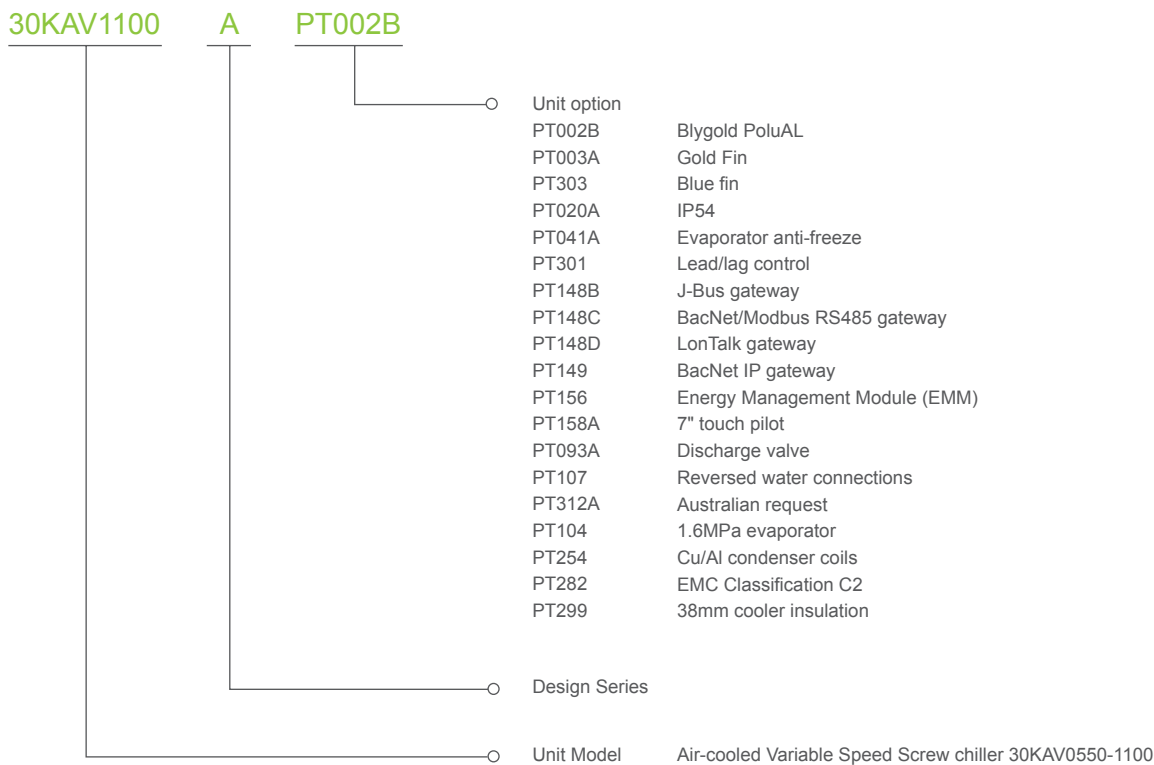 30KAV1100 A PT002B
Unit option
PT002B Blygold PoluAL
PT003A Gold Fin
PT303 Blue fin
PT020A IP54
PT041A Evaporator anti-freeze
PT301 Lead/lag control
PT148B J-Bus gateway
PT148C BacNet/Modbus RS485 gateway
PT148D LonTalk gateway
PT149 BacNet IP gateway
PT156 Energy Management Module (EMM)
PT158A 7" touch pilot
PT093A Discharge valve
PT107 Reversed water connections
PT312A Australian request
PT104 1.6MPa evaporator
PT254 Cu/Al condenser coils
PT282 EMC Classification C2
PT299 38mm cooler insulation
Design Series
Unit Model Air-cooled Variable Speed Screw chiller 30KAV0550-1100